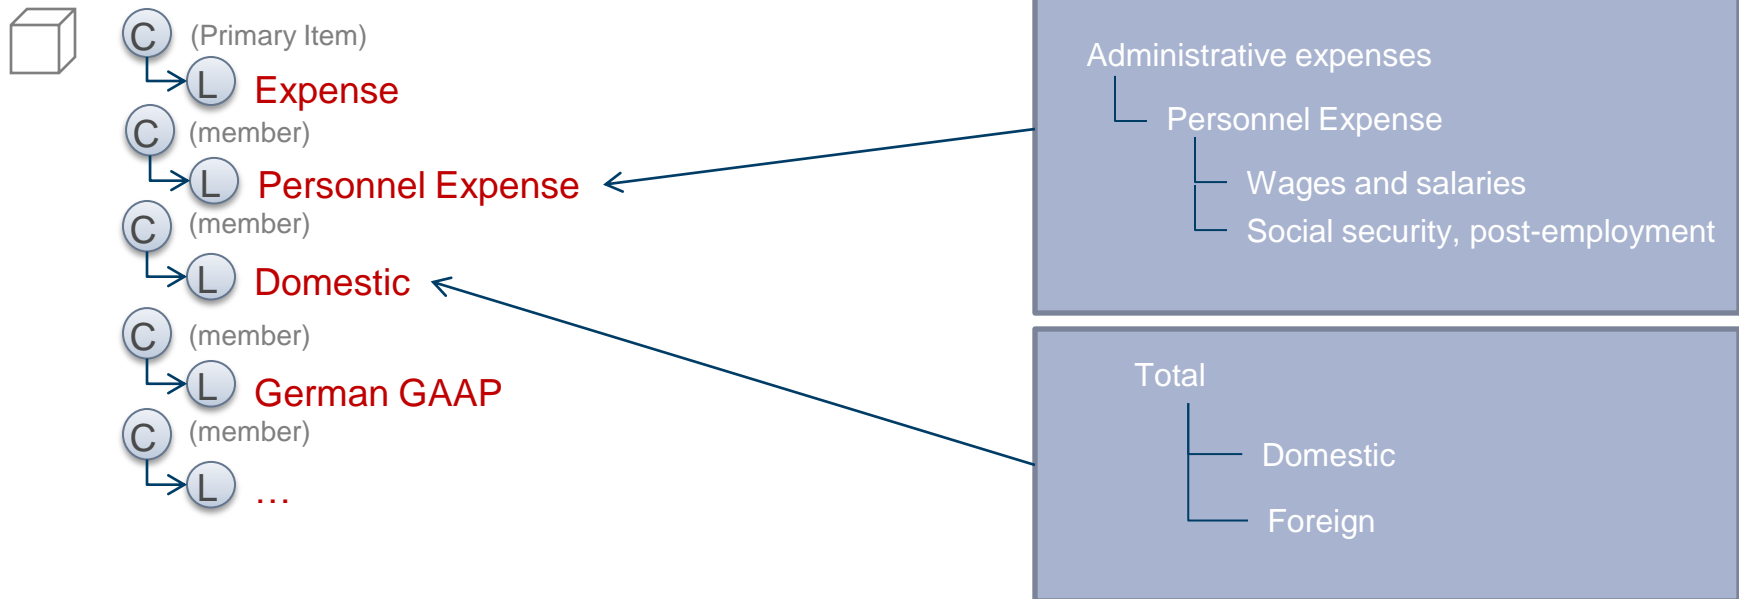 C (Primary Item)
L Expense
C (member)
L Personnel Expense
C (member)
L Domestic
C (member)
L German GAAP
C (member)
L …
Administrative expenses
Personnel Expense
Wages and salaries
Social security, post-employment
Total
Domestic
Foreign